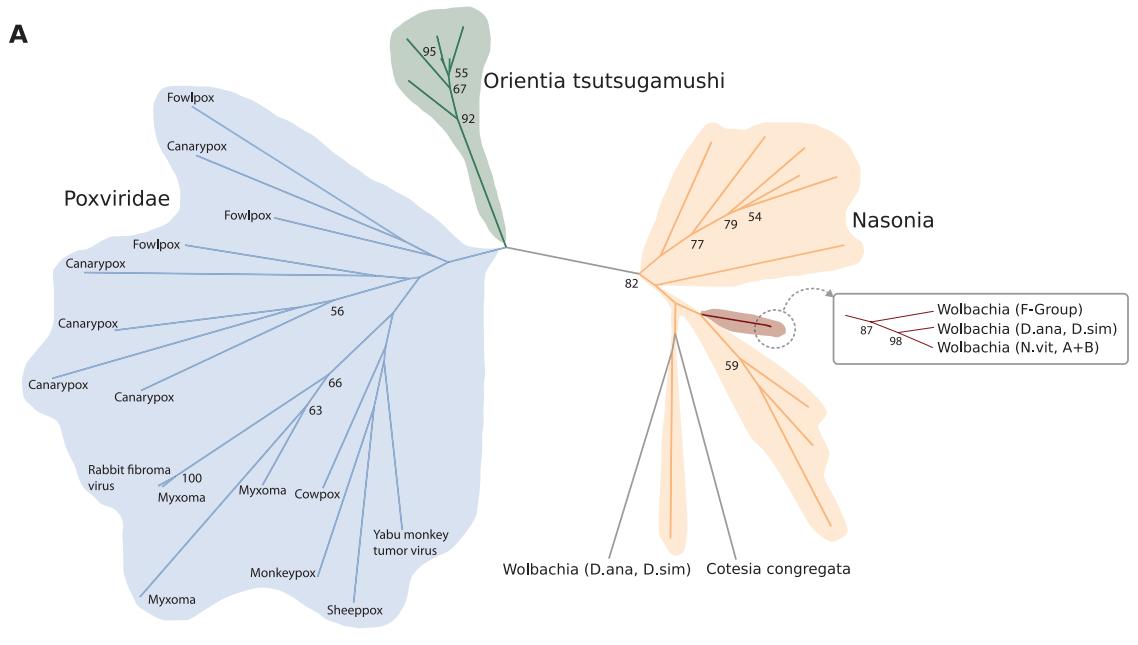 A
95
55
67
92
Orientia tsutsugamushi
Fowlpox
Canarypox
Poxviridae
Fowlpox
Fowlpox
Canarypox
56
Canarypox
Canarypox
Canarypox
66
63
Rabbit fibroma
virus
100
Myxoma
Myxoma
Cowpox
Yabu monkey
tumor virus
Monkeypox
Myxoma
Sheeppox
54
79
77
Nasonia
82
Wolbachia (F-Group)
87
Wolbachia (D.ana, D.sim)
98
Wolbachia (N.vit, A+B)
59
Wolbachia (D.ana, D.sim)
Cotesia congregata